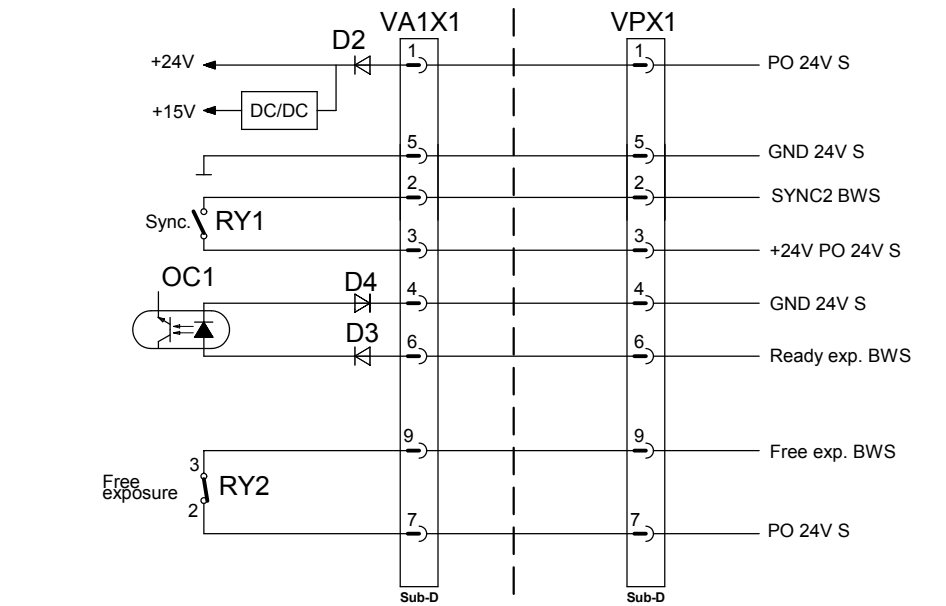 VA1X1
VPX1
D2
+24V
1
1
PO 24V S
+15V
DC/DC
5
5
GND 24V S
2
2
SYNC2 BWS
Sync.
RY1
3
3
+24V PO 24V S
OC1
D4
4
4
GND 24V S
D3
6
6
Ready exp. BWS
9
9
Free exp. BWS
3
Free
exposure
RY2
2
7
7
PO 24V S
Sub-D
Sub-D